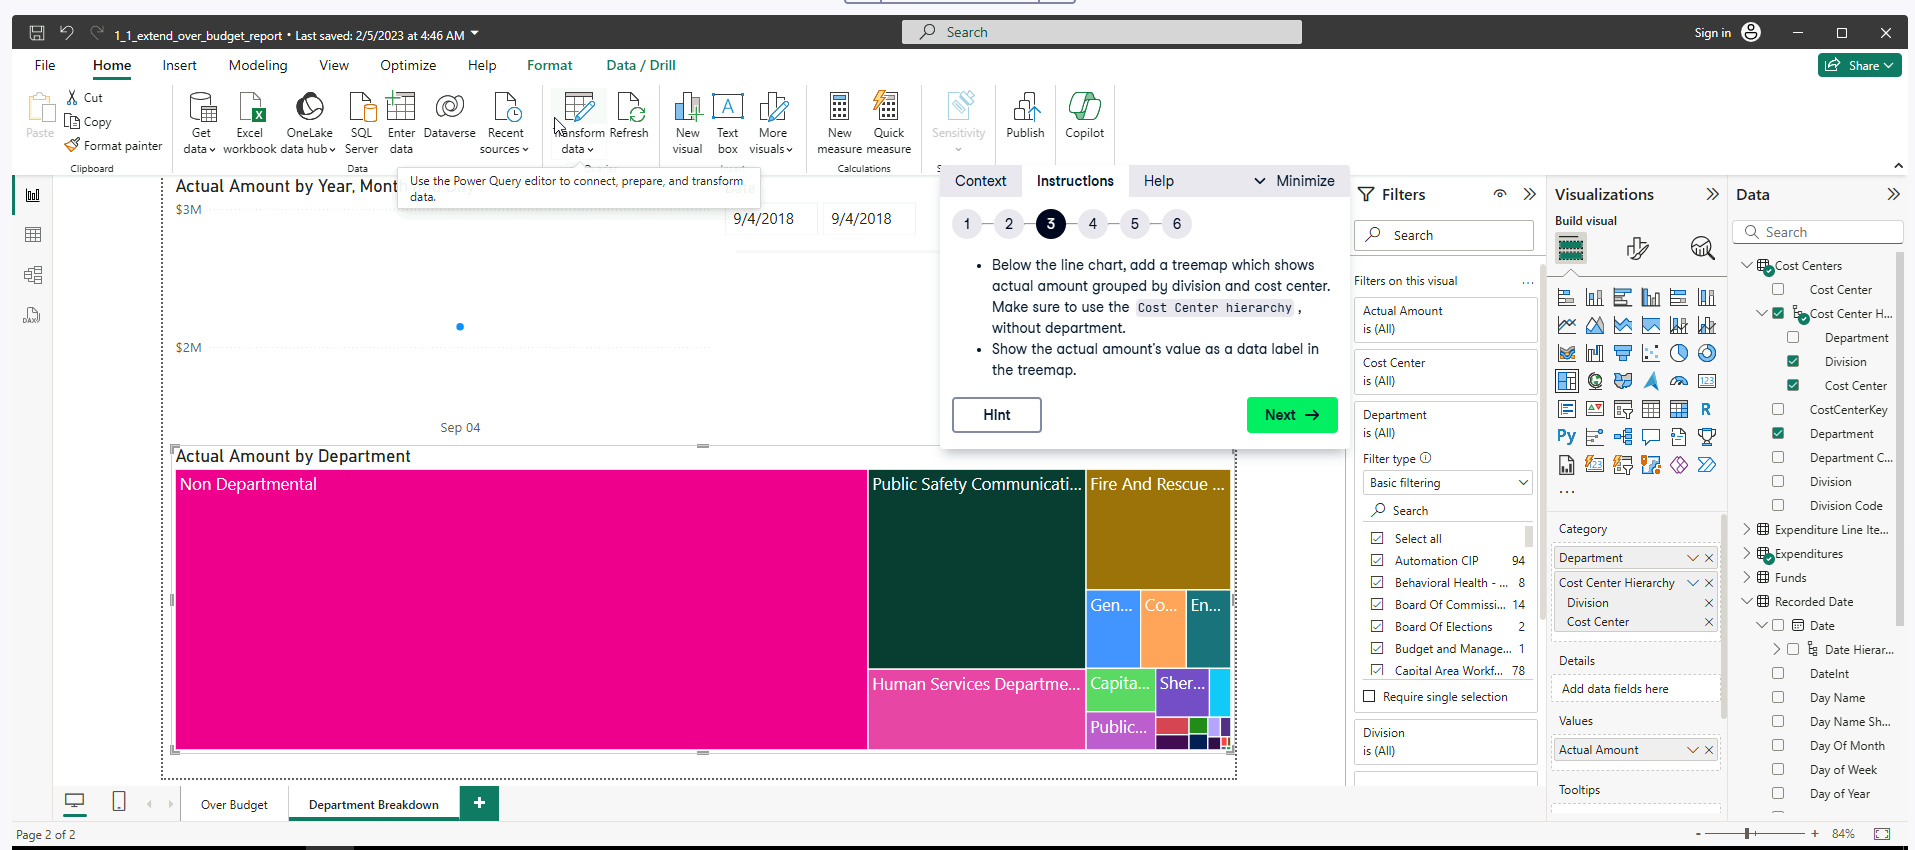 1_1_extend_over_budget_report • Last saved: 2/5/2023 at 4:46 AM
Search
Sign in
File
Home
Insert
Modeling
View
Optimize
Help
Format
Data / Drill
Share
Paste
Cut
Copy
Format painter
Get data
Excel workbook
OneLake data hub
SQL Server
Enter data
Dataverse
Recent sources
Transform data
Refresh
New visual
Text box
More visuals
New measure
Quick measure
Sensitivity
Publish
Copilot
Clipboard
Data
Calculations
Use the Power Query editor to connect, prepare, and transform
data.
Actual Amount by Year, Mont
$3M
$2M
Sep 04
9/4/2018
9/4/2018
Context
Instructions
Help
Minimize
1
2
3
4
5
6
• Below the line chart, add a treemap which shows
actual amount grouped by division and cost center.
Make sure to use the Cost Center hierarchy ,
without department.
• Show the actual amount's value as a data label in
the treemap.
Hint
Next
Actual Amount by Department
Non Departmental
Public Safety Communicati...
Fire And Rescue ...
Gen...
Co...
En...
Human Services Departme...
Capita...
Sher...
Public...
Filters
Search
Filters on this visual
...
Actual Amount
is (All)
Cost Center
is (All)
Department
is (All)
Filter type
Basic filtering
Search
Select all
Automation CIP 94
Behavioral Health - ... 8
Board Of Commissi... 14
Board Of Elections 2
Budget and Manage... 1
Capital Area Workf... 78
Require single selection
Division
is (All)
Visualizations
Build visual
123
R
Py
...
Category
Department
Cost Center Hierarchy
Division
Cost Center
Details
Add data fields here
Values
Actual Amount
Tooltips
Data
Search
Cost Centers
Cost Center
Cost Center H...
Department
Division
Cost Center
CostCenterKey
Department
Department C...
Division
Division Code
Expenditure Line Ite...
Expenditures
Funds
Recorded Date
Date
Date Hierar...
DateInt
Day Name
Day Name Sh...
Day Of Month
Day of Week
Day of Year
DAX
Over Budget
Department Breakdown
+
Page 2 of 2
- + 84%